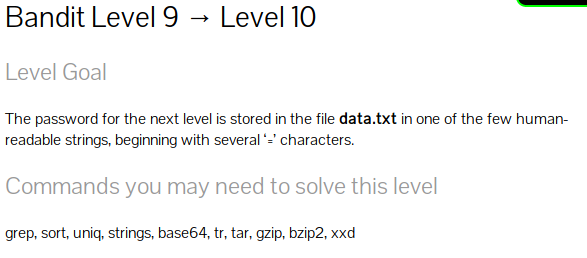 Bandit Level 9 → Level 10
Level Goal
The password for the next level is stored in the file data.txt in one of the few human-
readable strings, beginning with several ‘=’ characters.
Commands you may need to solve this level
grep, sort, uniq, strings, base64, tr, tar, gzip, bzip2, xxd